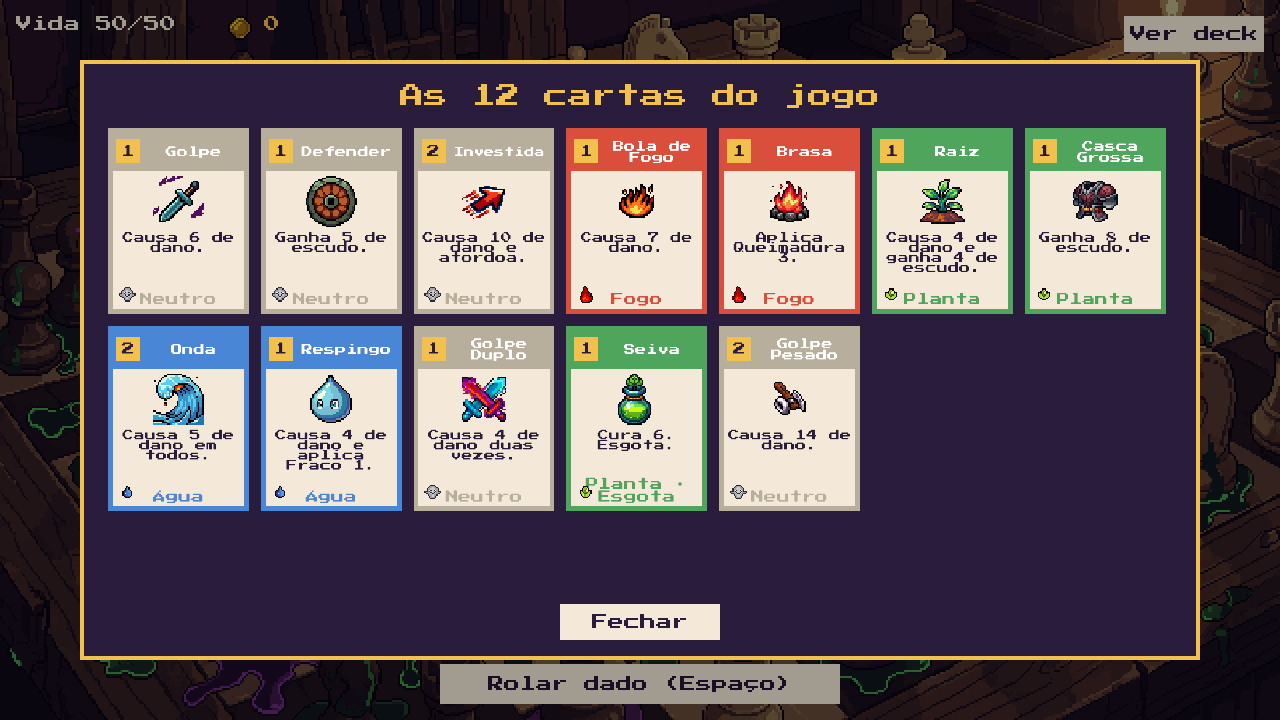 Vida 50/50
0
Ver deck
As 12 cartas do jogo
1 Golpe
Causa 6 de
dano.
Neutro
1 Defender
Ganha 5 de
escudo.
Neutro
2 Investida
Causa 10 de
dano e
atordoa.
Neutro
1 Bola de
Fogo
Causa 7 de
dano.
Fogo
1 Brasa
Aplica
Queimadura
3.
Fogo
1 Raiz
Causa 4 de
dano e
ganha 4 de
escudo.
Planta
1 Casca
Grossa
Ganha 8 de
escudo.
Planta
2 Onda
Causa 5 de
dano em
todos.
Água
1 Respingo
Causa 4 de
dano e
aplica
Fraco 1.
Água
1 Golpe
Duplo
Causa 4 de
dano duas
vezes.
Neutro
1 Seiva
Cura 6.
Esgota.
Planta ·
Esgota
2 Golpe
Pesado
Causa 14 de
dano.
Neutro
Fechar
Rolar dado (Espaço)